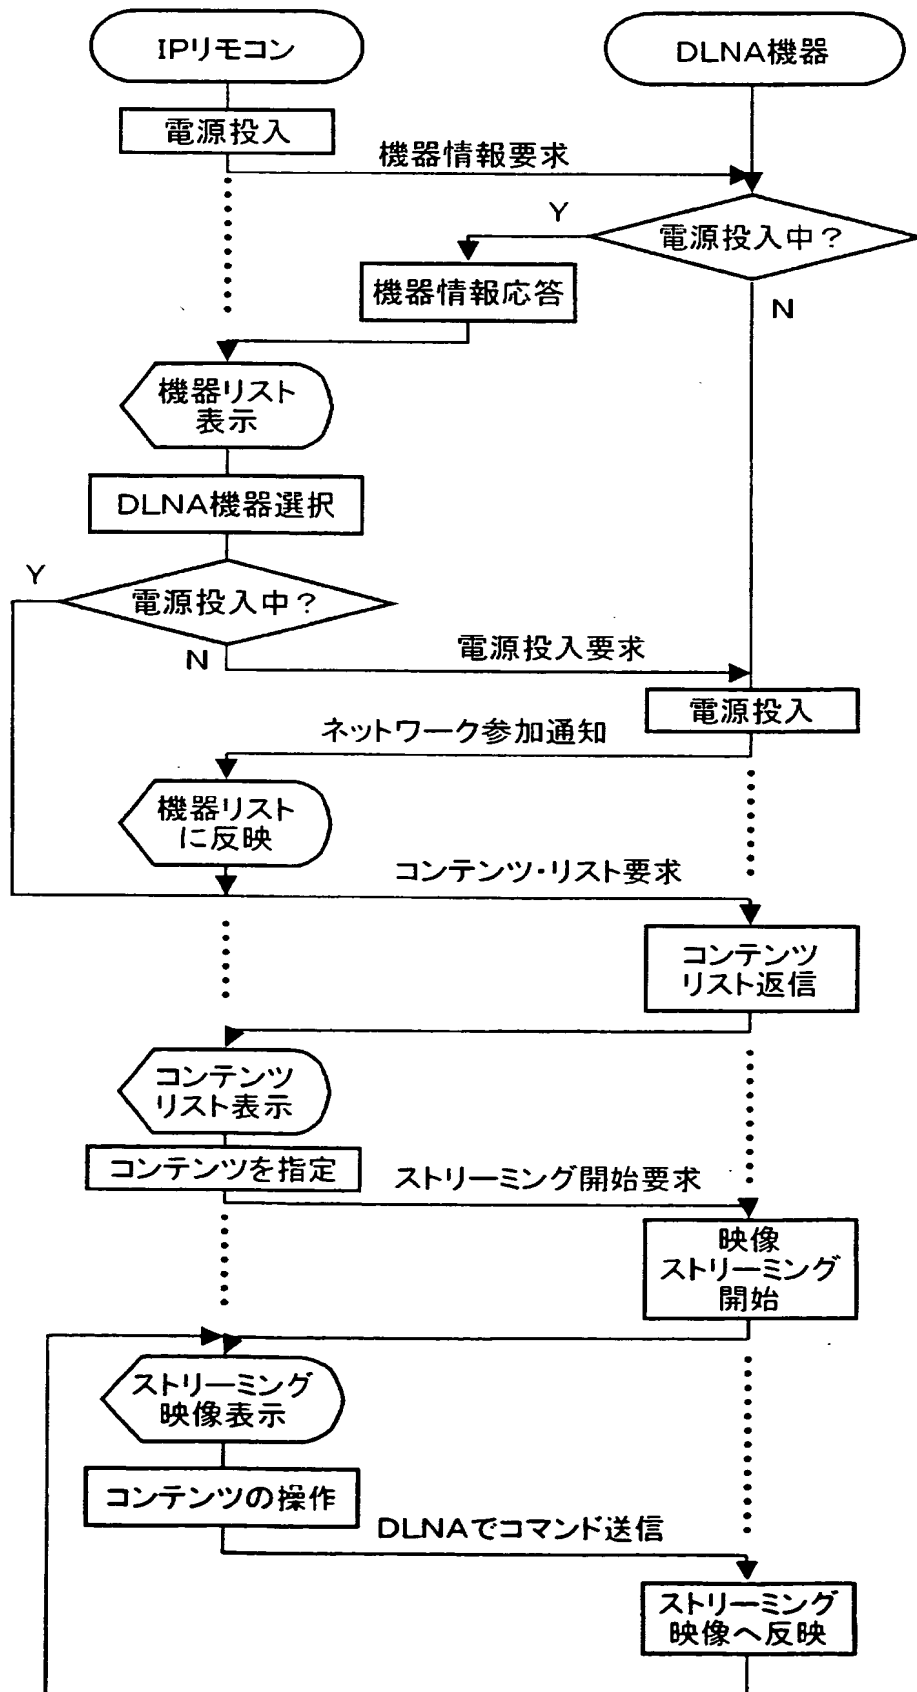 IPリモコン
DLNA機器
電源投入
機器情報要求
Y
電源投入中？
機器情報応答
N
機器リスト
表示
DLNA機器選択
Y
電源投入中？
N
電源投入要求
電源投入
ネットワーク参加通知
機器リスト
に反映
コンテンツ・リスト要求
コンテンツ
リスト返信
コンテンツ
リスト表示
コンテンツを指定
ストリーミング開始要求
映像
ストリーミング
開始
ストリーミング
映像表示
コンテンツの操作
DLNAでコマンド送信
ストリーミング
映像へ反映